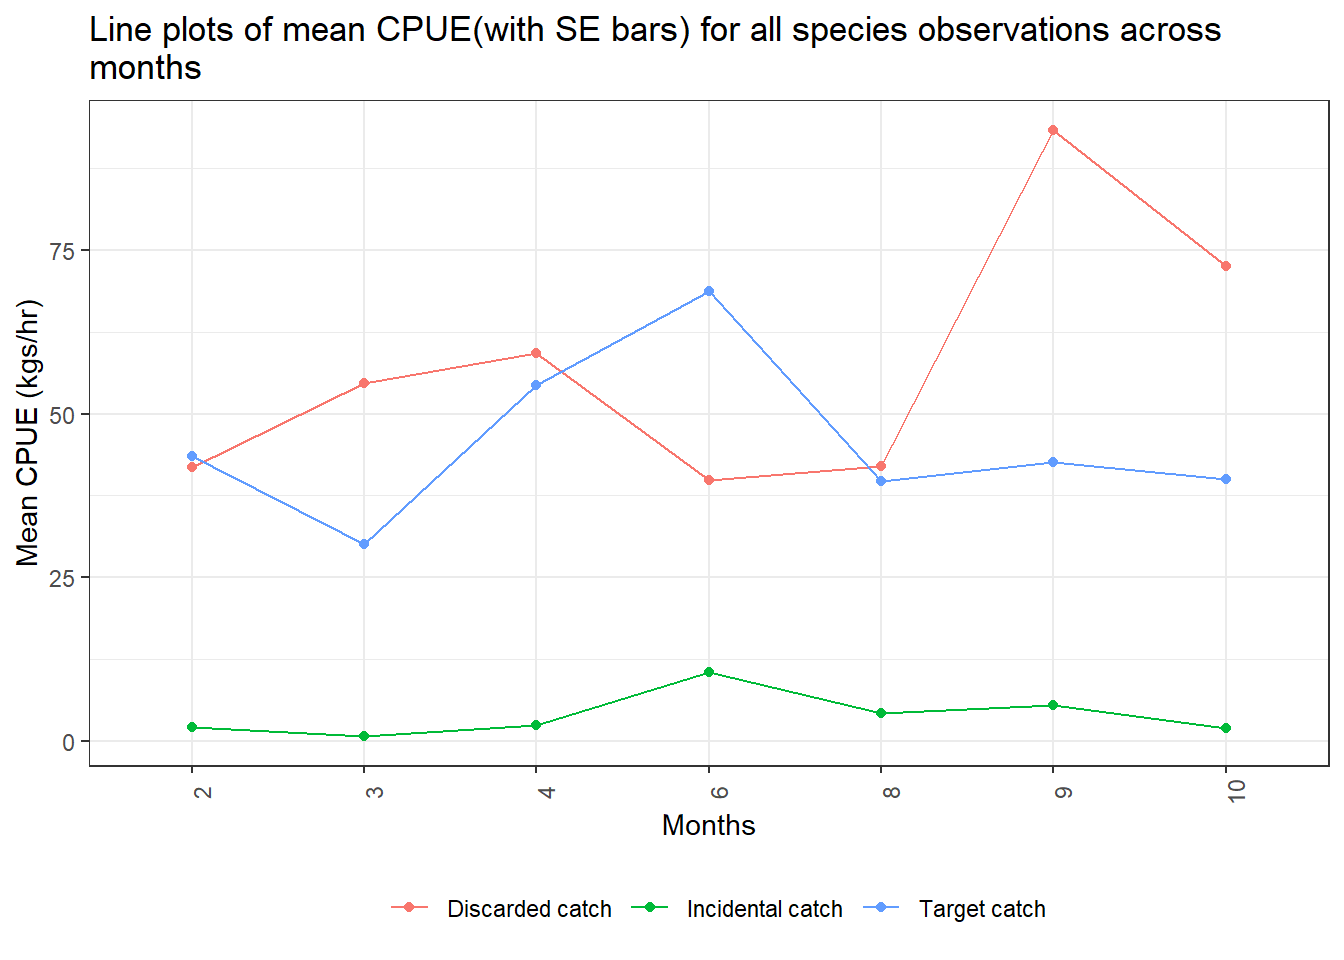 Line plots of mean CPUE(with SE bars) for all species observations across
months
Mean CPUE (kgs/hr)
75
50
25
0
2 3 4 6 8 9 10
Months
Discarded catch Incidental catch Target catch